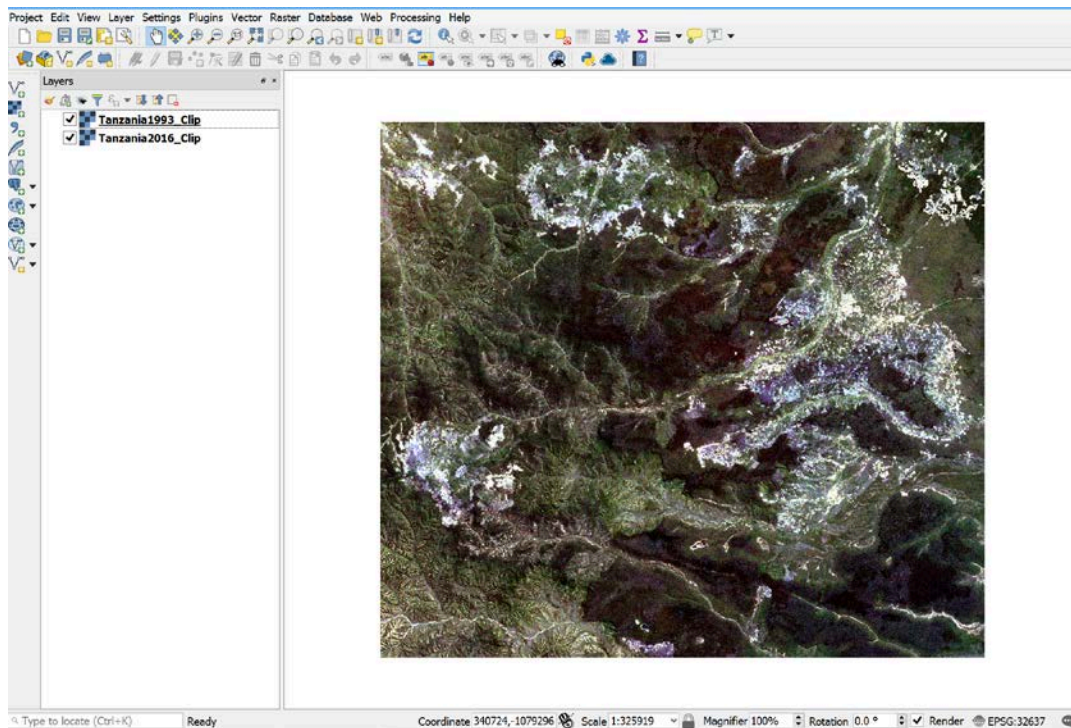 Project Edit View Layer Settings Plugins Vector Raster Database Web Processing Help
Layers
Tanzania1993_Clip
Tanzania2016_Clip
Type to locate (Ctrl+K) Ready Coordinate 340724,-1079296 Scale 1:325919 Magnifier 100% Rotation 0.0 ° Render EPSG:32637